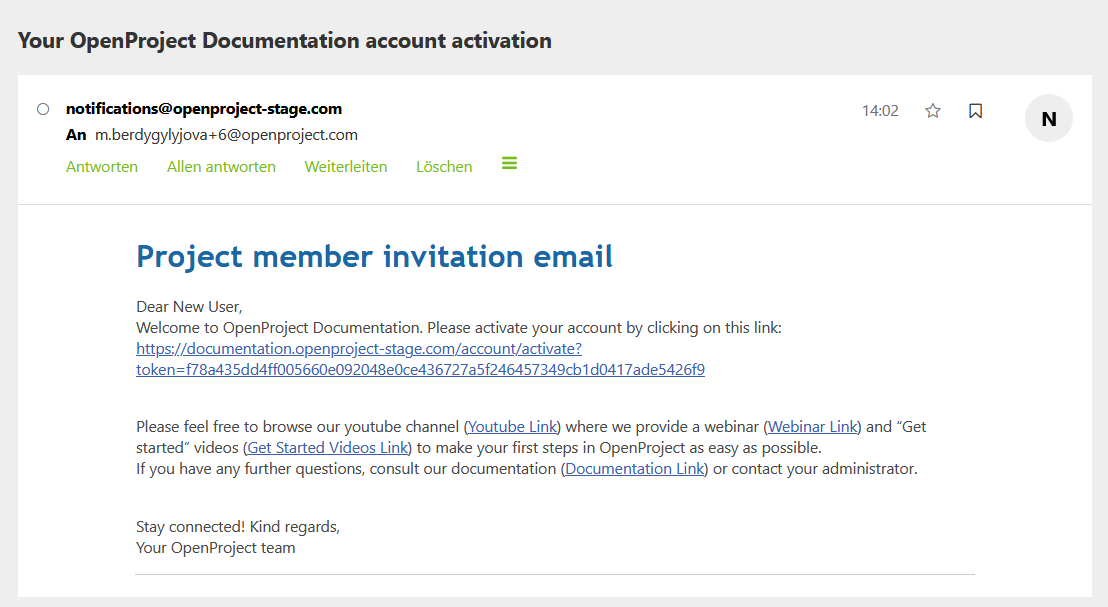 Your OpenProject Documentation account activation
notifications@openproject-stage.com
14:02
N
An m.berdygylyjova+6@openproject.com
Antworten Allen antworten Weiterleiten Löschen
Project member invitation email
Dear New User,
Welcome to OpenProject Documentation. Please activate your account by clicking on this link:
https://documentation.openproject-stage.com/account/activate?
token=f78a435dd4ff005660e092048e0ce436727a5f246457349cb1d0417ade5426f9
Please feel free to browse our youtube channel (Youtube Link) where we provide a webinar (Webinar Link) and “Get
started” videos (Get Started Videos Link) to make your first steps in OpenProject as easy as possible.
If you have any further questions, consult our documentation (Documentation Link) or contact your administrator.
Stay connected! Kind regards,
Your OpenProject team